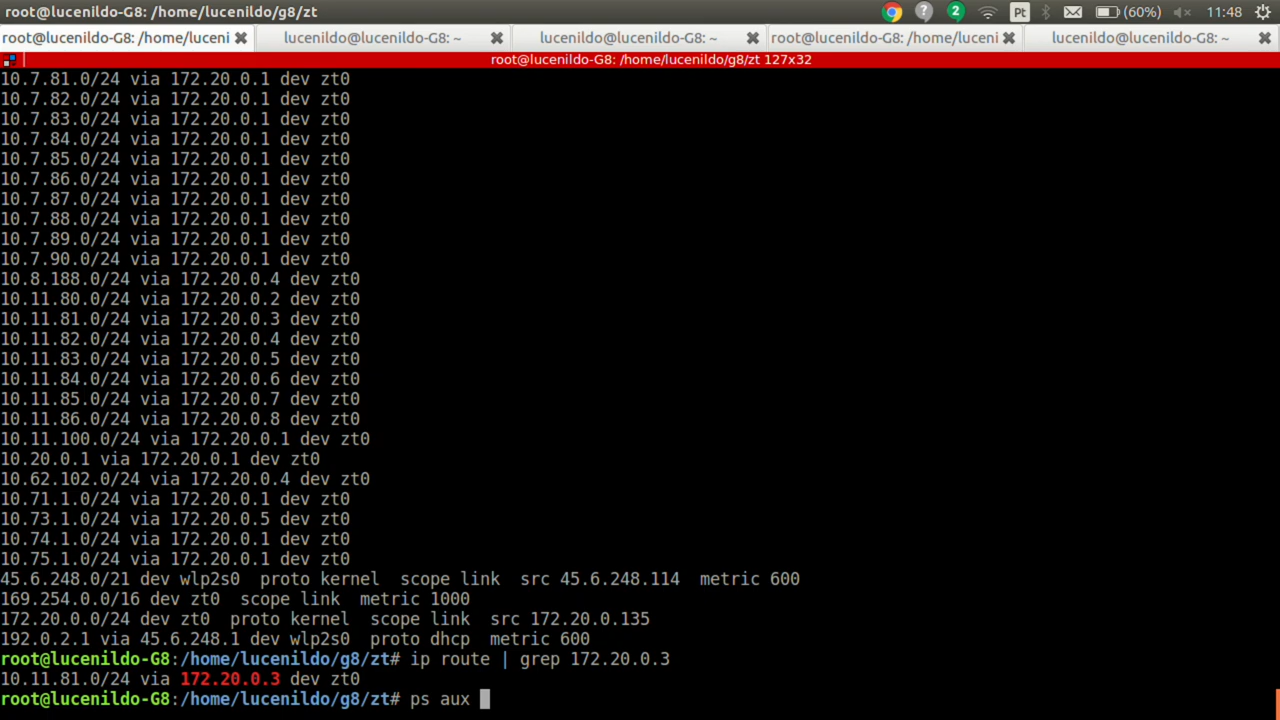 root@lucenildo-G8: /home/lucenildo/g8/zt
? 2 Pt (60%) 11:48
root@lucenildo-G8: /home/luceni lucenildo@lucenildo-G8: ~ lucenildo@lucenildo-G8: ~ root@lucenildo-G8: /home/luceni lucenildo@lucenildo-G8: ~
root@lucenildo-G8: /home/lucenildo/g8/zt 127x32
10.7.81.0/24 via 172.20.0.1 dev zt0
10.7.82.0/24 via 172.20.0.1 dev zt0
10.7.83.0/24 via 172.20.0.1 dev zt0
10.7.84.0/24 via 172.20.0.1 dev zt0
10.7.85.0/24 via 172.20.0.1 dev zt0
10.7.86.0/24 via 172.20.0.1 dev zt0
10.7.87.0/24 via 172.20.0.1 dev zt0
10.7.88.0/24 via 172.20.0.1 dev zt0
10.7.89.0/24 via 172.20.0.1 dev zt0
10.7.90.0/24 via 172.20.0.1 dev zt0
10.8.188.0/24 via 172.20.0.4 dev zt0
10.11.80.0/24 via 172.20.0.2 dev zt0
10.11.81.0/24 via 172.20.0.3 dev zt0
10.11.82.0/24 via 172.20.0.4 dev zt0
10.11.83.0/24 via 172.20.0.5 dev zt0
10.11.84.0/24 via 172.20.0.6 dev zt0
10.11.85.0/24 via 172.20.0.7 dev zt0
10.11.86.0/24 via 172.20.0.8 dev zt0
10.11.100.0/24 via 172.20.0.1 dev zt0
10.20.0.1 via 172.20.0.1 dev zt0
10.62.102.0/24 via 172.20.0.4 dev zt0
10.71.1.0/24 via 172.20.0.1 dev zt0
10.73.1.0/24 via 172.20.0.5 dev zt0
10.74.1.0/24 via 172.20.0.1 dev zt0
10.75.1.0/24 via 172.20.0.1 dev zt0
45.6.248.0/21 dev wlp2s0  proto kernel  scope link  src 45.6.248.114  metric 600
169.254.0.0/16 dev zt0  scope link  metric 1000
172.20.0.0/24 dev zt0  proto kernel  scope link  src 172.20.0.135
192.0.2.1 via 45.6.248.1 dev wlp2s0  proto dhcp  metric 600
root@lucenildo-G8:/home/lucenildo/g8/zt# ip route | grep 172.20.0.3
10.11.81.0/24 via 172.20.0.3 dev zt0
root@lucenildo-G8:/home/lucenildo/g8/zt# ps aux